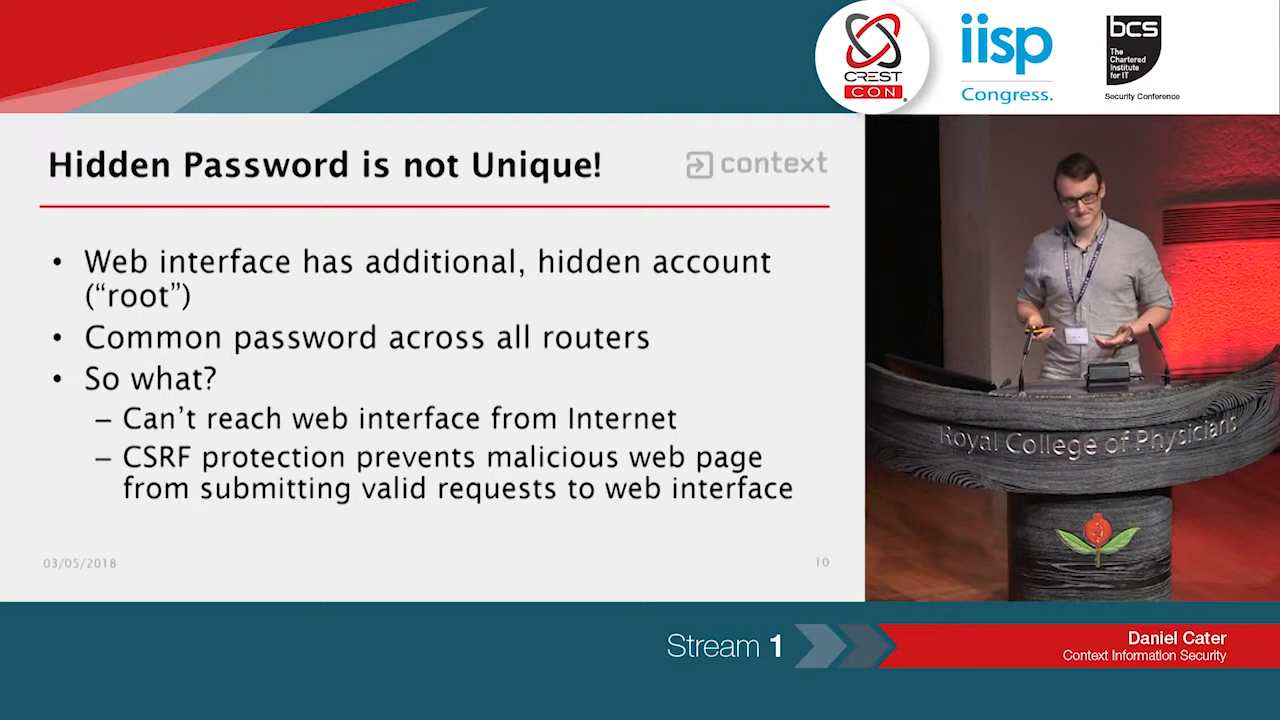 CREST
CON
iisp
Congress.
bcs
The
Chartered
Institute
for IT
Security Conference
Hidden Password is not Unique!
context
• Web interface has additional, hidden account
(“root”)
• Common password across all routers
• So what?
– Can’t reach web interface from Internet
– CSRF protection prevents malicious web page
from submitting valid requests to web interface
03/05/2018
10
Royal College of Physicians
Stream 1
Daniel Cater
Context Information Security